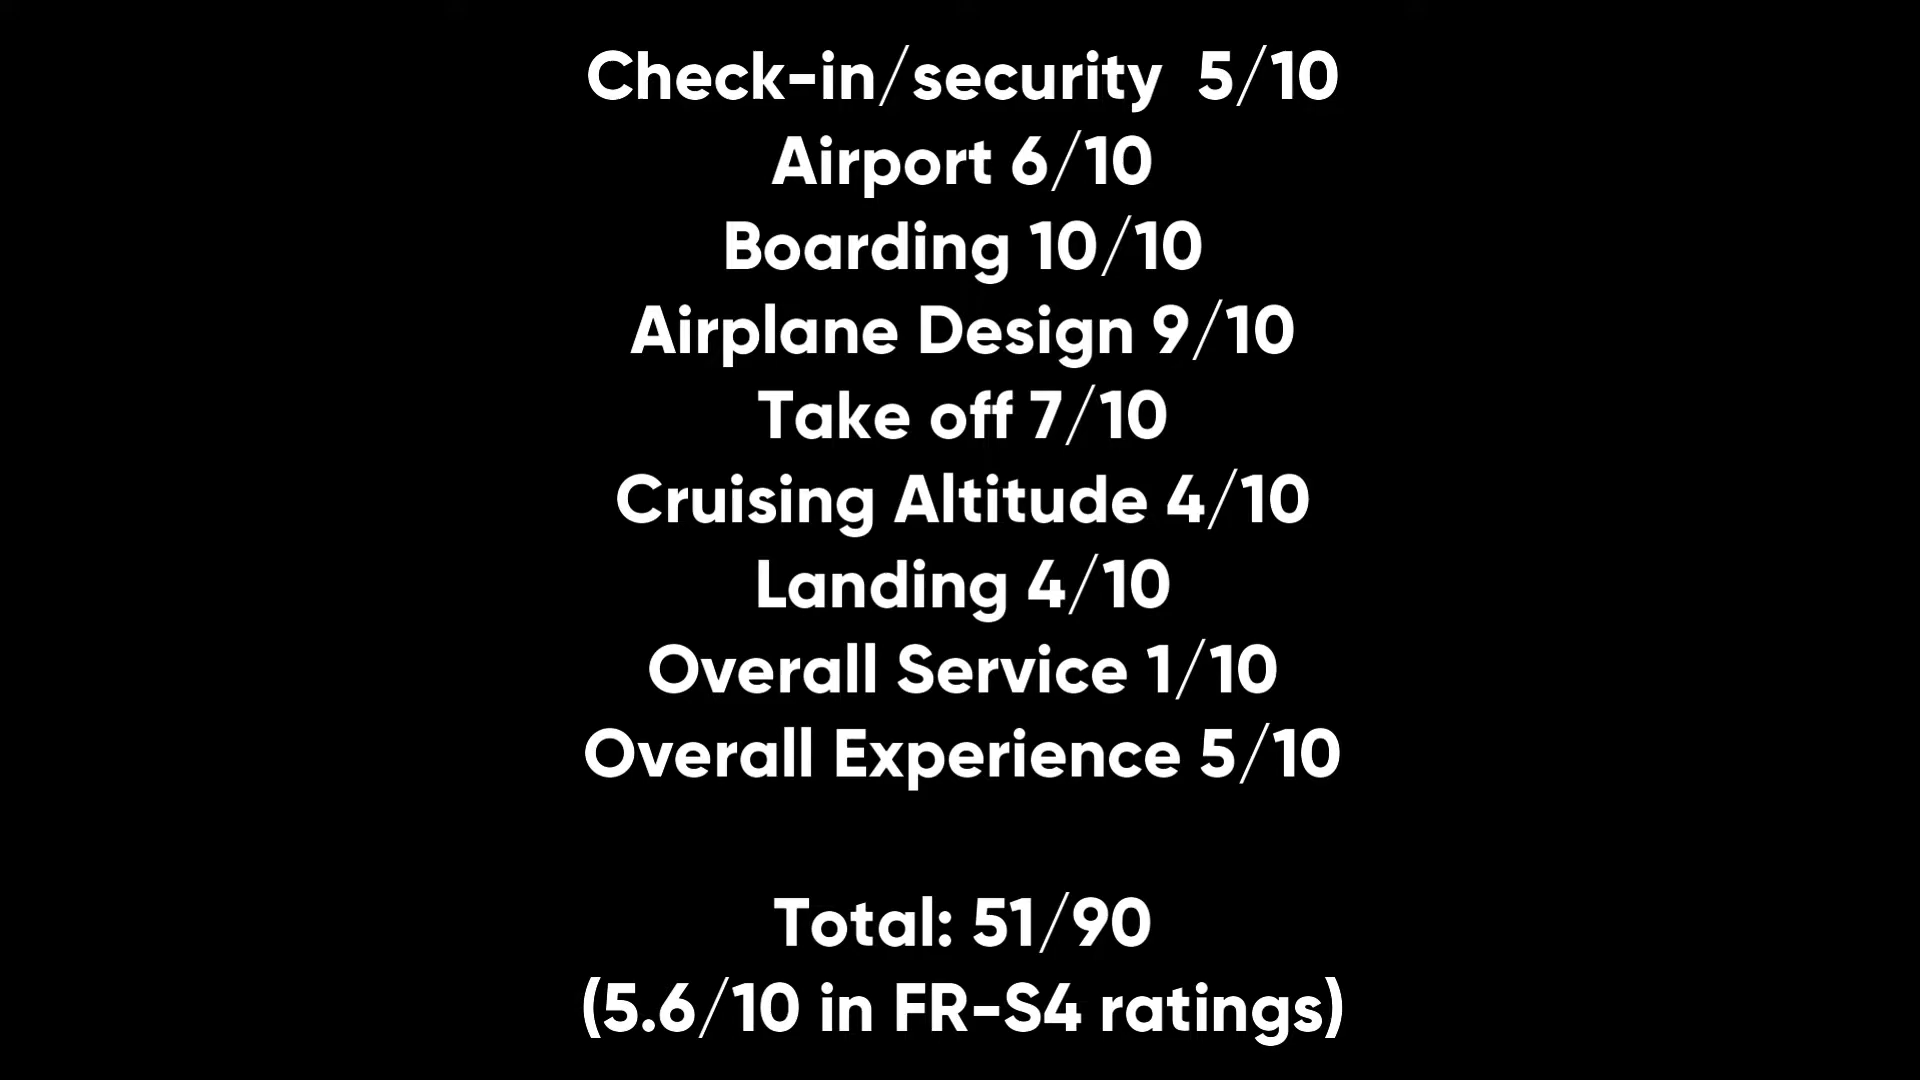 Check-in/security  5/10
Airport 6/10
Boarding 10/10
Airplane Design 9/10
Take off 7/10
Cruising Altitude 4/10
Landing 4/10
Overall Service 1/10
Overall Experience 5/10
Total: 51/90
(5.6/10 in FR-S4 ratings)